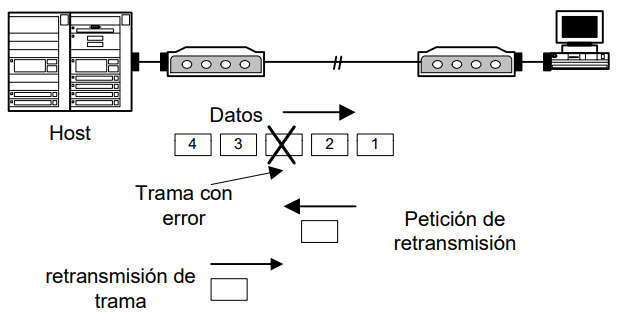 Host
Datos
4 3 2 1
Trama con
error
Petición de
retransmisión
retransmisión de
trama